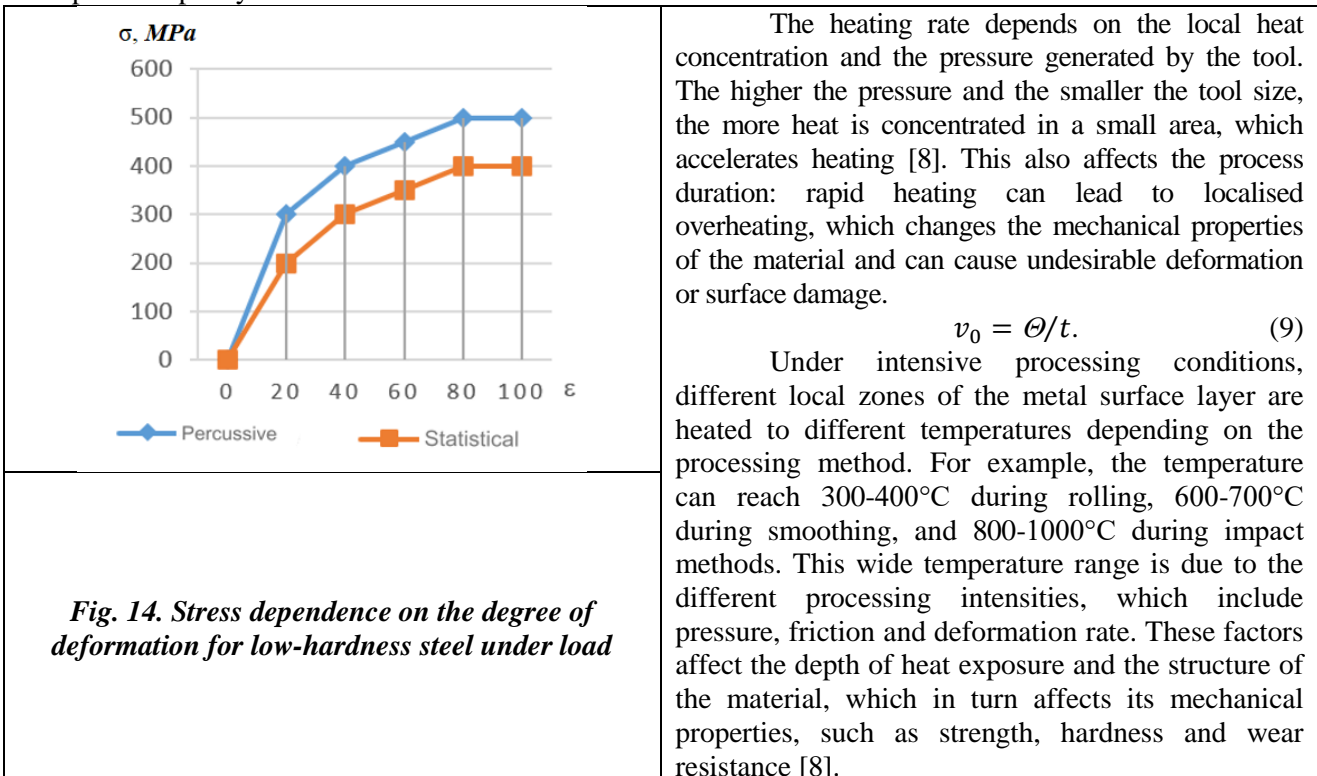 σ, MPa
600
500
400
300
200
100
0
0 20 40 60 80 100 ε
Percussive Statistical
Fig. 14. Stress dependence on the degree of
deformation for low-hardness steel under load
The heating rate depends on the local heat
concentration and the pressure generated by the tool.
The higher the pressure and the smaller the tool size,
the more heat is concentrated in a small area, which
accelerates heating [8]. This also affects the process
duration: rapid heating can lead to localised
overheating, which changes the mechanical properties
of the material and can cause undesirable deformation
or surface damage.
v₀ = Θ/t. (9)
Under intensive processing conditions,
different local zones of the metal surface layer are
heated to different temperatures depending on the
processing method. For example, the temperature
can reach 300-400°C during rolling, 600-700°C
during smoothing, and 800-1000°C during impact
methods. This wide temperature range is due to the
different processing intensities, which include
pressure, friction and deformation rate. These factors
affect the depth of heat exposure and the structure of
the material, which in turn affects its mechanical
properties, such as strength, hardness and wear
resistance [8].